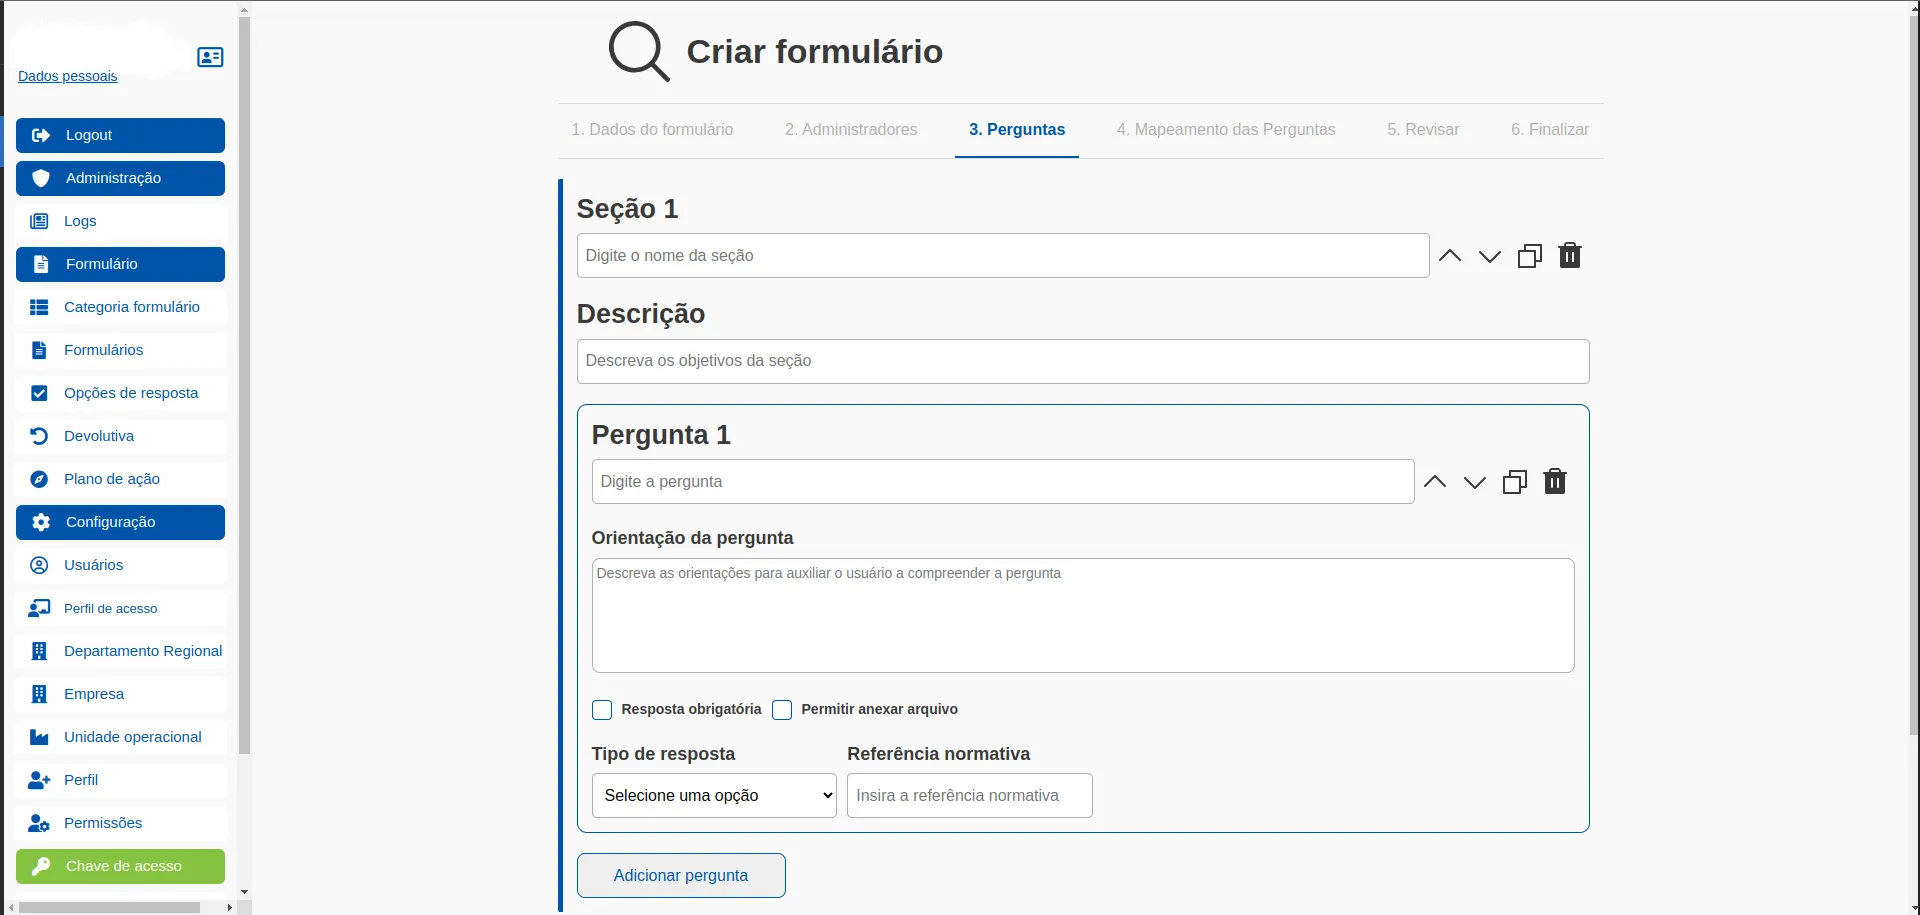 Dados pessoais
Logout
Administração
Logs
Formulário
Categoria formulário
Formulários
Opções de resposta
Devolutiva
Plano de ação
Configuração
Usuários
Perfil de acesso
Departamento Regional
Empresa
Unidade operacional
Perfil
Permissões
Chave de acesso
Criar formulário
1. Dados do formulário 2. Administradores 3. Perguntas 4. Mapeamento das Perguntas 5. Revisar 6. Finalizar
Seção 1
Digite o nome da seção
Descrição
Descreva os objetivos da seção
Pergunta 1
Digite a pergunta
Orientação da pergunta
Descreva as orientações para auxiliar o usuário a compreender a pergunta
Resposta obrigatória Permitir anexar arquivo
Tipo de resposta Referência normativa
Selecione uma opção Insira a referência normativa
Adicionar pergunta